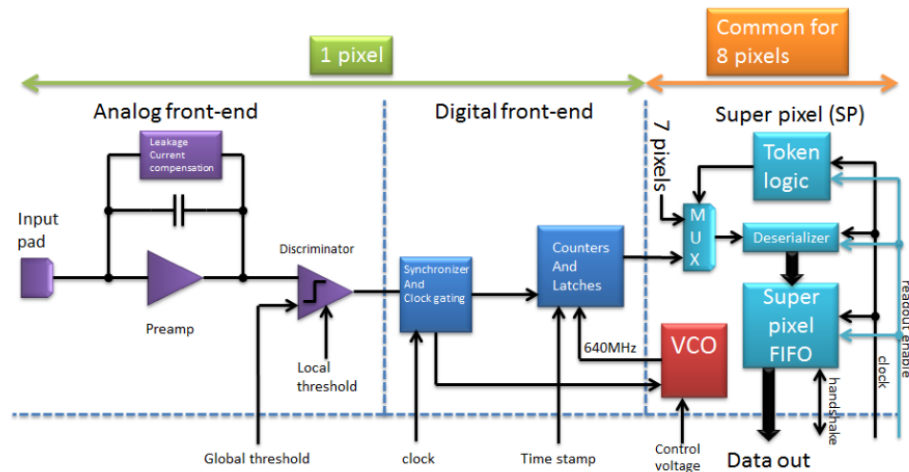 1 pixel
Common for
8 pixels
Analog front-end
Digital front-end
Super pixel (SP)
Leakage
Current
compensation
7 pixels
Token
logic
Input
pad
Discriminator
M
U
X
Deserializer
Synchronizer
And
Clock gating
Counters
And
Latches
Preamp
Super
pixel
FIFO
readout enable
640MHz
VCO
Local
threshold
clock
handshake
Global threshold
clock
Time stamp
Control
voltage
Data out